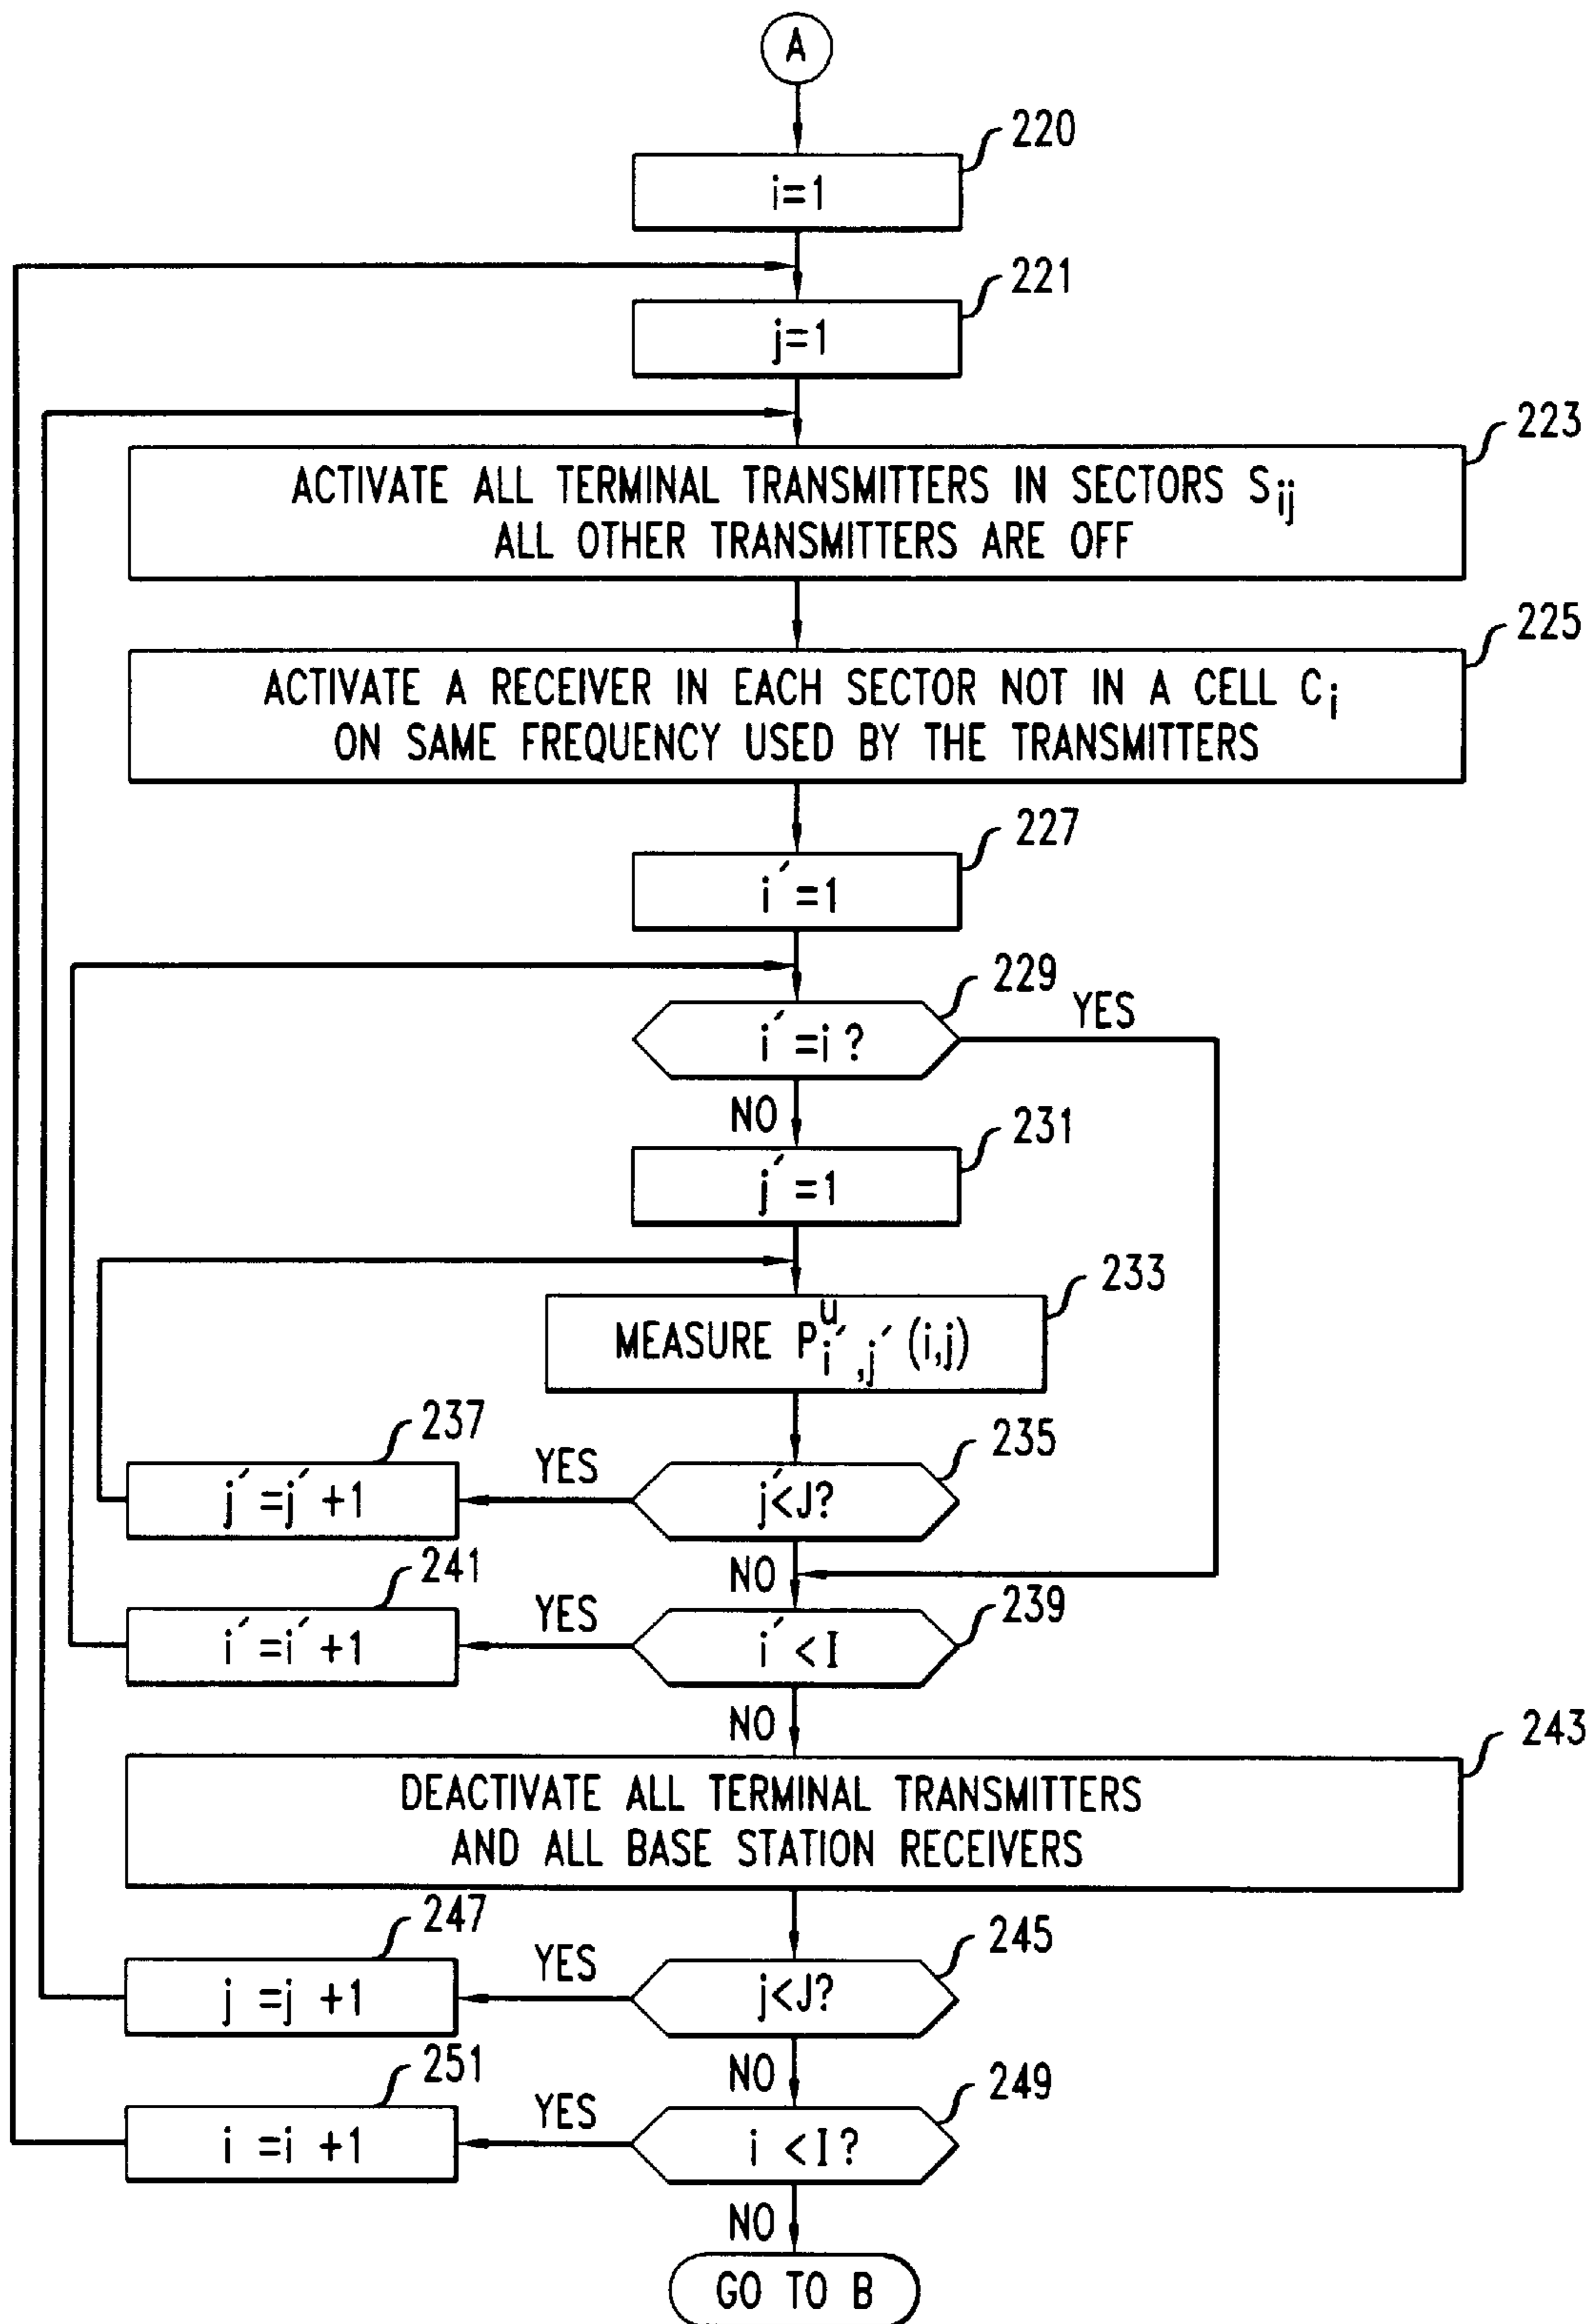 A
220
i=1
221
j=1
223
ACTIVATE ALL TERMINAL TRANSMITTERS IN SECTORS S_ij
ALL OTHER TRANSMITTERS ARE OFF
225
ACTIVATE A RECEIVER IN EACH SECTOR NOT IN A CELL C_i
ON SAME FREQUENCY USED BY THE TRANSMITTERS
227
i´=1
229
i´=i?
YES
NO
231
j´=1
233
MEASURE P^u_i´,j´ (i,j)
235
j´<J?
YES
237
j´=j´+1
NO
239
i´<I
YES
241
i´=i´+1
NO
243
DEACTIVATE ALL TERMINAL TRANSMITTERS
AND ALL BASE STATION RECEIVERS
245
j<J?
YES
247
j =j +1
NO
249
i <I?
YES
251
i =i +1
NO
GO TO B